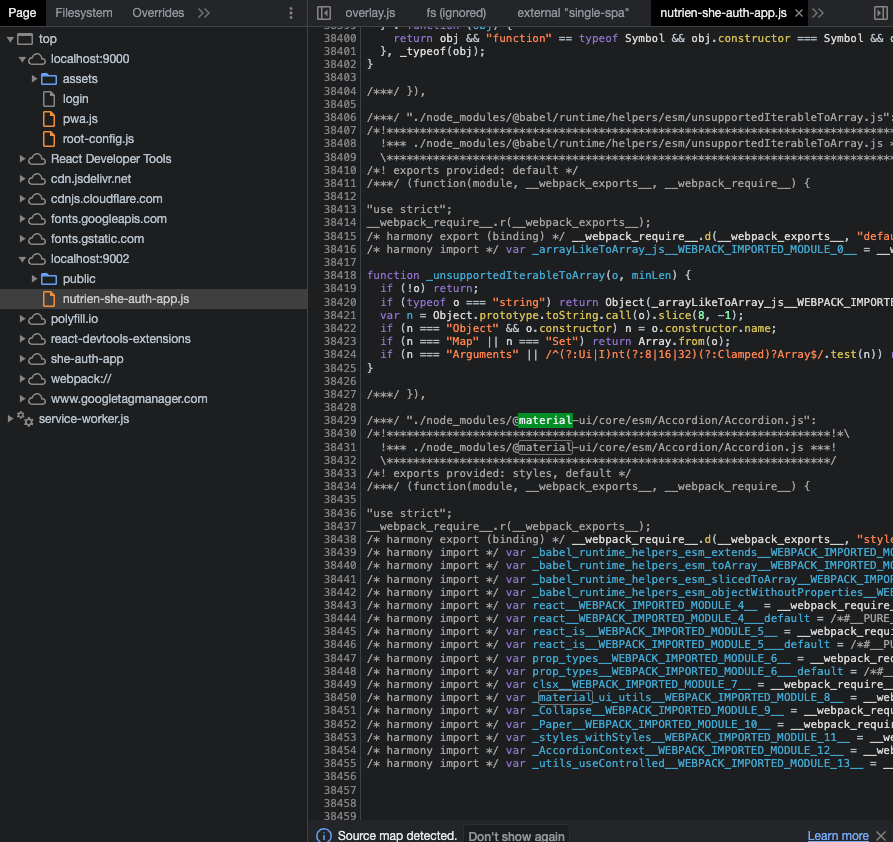 Page Filesystem Overrides
overlay.js fs (ignored) external "single-spa" nutrien-she-auth-app.js
top
localhost:9000
assets
login
pwa.js
root-config.js
React Developer Tools
cdn.jsdelivr.net
cdnjs.cloudflare.com
fonts.googleapis.com
fonts.gstatic.com
localhost:9002
public
nutrien-she-auth-app.js
polyfill.io
react-devtools-extensions
she-auth-app
webpack://
www.googletagmanager.com
service-worker.js
38400 return obj && "function" == typeof Symbol && obj.constructor === Symbol &&
38401 }, _typeof(obj);
38402 }
38403
38404 /***/ }),
38405
38406 /***/ "./node_modules/@babel/runtime/helpers/esm/unsupportedIterableToArray.js":
38407 /*!***************************************************************************
38408 !*** ./node_modules/@babel/runtime/helpers/esm/unsupportedIterableToArray.js *
38409 \***************************************************************************
38410 /*! exports provided: default */
38411 /***/ (function(module, __webpack_exports__, __webpack_require__) {
38412
38413 "use strict";
38414 __webpack_require__.r(__webpack_exports__);
38415 /* harmony export (binding) */ __webpack_require__.d(__webpack_exports__, "defau
38416 /* harmony import */ var _arrayLikeToArray_js__WEBPACK_IMPORTED_MODULE_0__ = __w
38417
38418 function _unsupportedIterableToArray(o, minLen) {
38419 if (!o) return;
38420 if (typeof o === "string") return Object(_arrayLikeToArray_js__WEBPACK_IMPORTE
38421 var n = Object.prototype.toString.call(o).slice(8, -1);
38422 if (n === "Object" && o.constructor) n = o.constructor.name;
38423 if (n === "Map" || n === "Set") return Array.from(o);
38424 if (n === "Arguments" || /^(?:Ui|I)nt(?:8|16|32)(?:Clamped)?Array$/.test(n))
38425 }
38426
38427 /***/ }),
38428
38429 /***/ "./node_modules/@material-ui/core/esm/Accordion/Accordion.js":
38430 /*!*******************************************************************!*\
38431 !*** ./node_modules/@material-ui/core/esm/Accordion/Accordion.js ***!
38432 \*******************************************************************/
38433 /*! exports provided: styles, default */
38434 /***/ (function(module, __webpack_exports__, __webpack_require__) {
38435
38436 "use strict";
38437 __webpack_require__.r(__webpack_exports__);
38438 /* harmony export (binding) */ __webpack_require__.d(__webpack_exports__, "style
38439 /* harmony import */ var _babel_runtime_helpers_esm_extends__WEBPACK_IMPORTED_MO
38440 /* harmony import */ var _babel_runtime_helpers_esm_toArray__WEBPACK_IMPORTED_MO
38441 /* harmony import */ var _babel_runtime_helpers_esm_slicedToArray__WEBPACK_IMPOR
38442 /* harmony import */ var _babel_runtime_helpers_esm_objectWithoutProperties__WEB
38443 /* harmony import */ var react__WEBPACK_IMPORTED_MODULE_4__ = __webpack_require_
38444 /* harmony import */ var react__WEBPACK_IMPORTED_MODULE_4___default = /*#__PURE_
38445 /* harmony import */ var react_is__WEBPACK_IMPORTED_MODULE_5__ = __webpack_requi
38446 /* harmony import */ var react_is__WEBPACK_IMPORTED_MODULE_5___default = /*#__PU
38447 /* harmony import */ var prop_types__WEBPACK_IMPORTED_MODULE_6__ = __webpack_req
38448 /* harmony import */ var prop_types__WEBPACK_IMPORTED_MODULE_6___default = /*#__
38449 /* harmony import */ var clsx__WEBPACK_IMPORTED_MODULE_7__ = __webpack_require__
38450 /* harmony import */ var _material_ui_utils__WEBPACK_IMPORTED_MODULE_8__ = __web
38451 /* harmony import */ var _Collapse__WEBPACK_IMPORTED_MODULE_9__ = __webpack_requ
38452 /* harmony import */ var _Paper__WEBPACK_IMPORTED_MODULE_10__ = __webpack_requir
38453 /* harmony import */ var _styles_withStyles__WEBPACK_IMPORTED_MODULE_11__ = __we
38454 /* harmony import */ var _AccordionContext__WEBPACK_IMPORTED_MODULE_12__ = __web
38455 /* harmony import */ var _utils_useControlled__WEBPACK_IMPORTED_MODULE_13__ = __
38456
38457
38458
38459
Source map detected. Don't show again Learn more